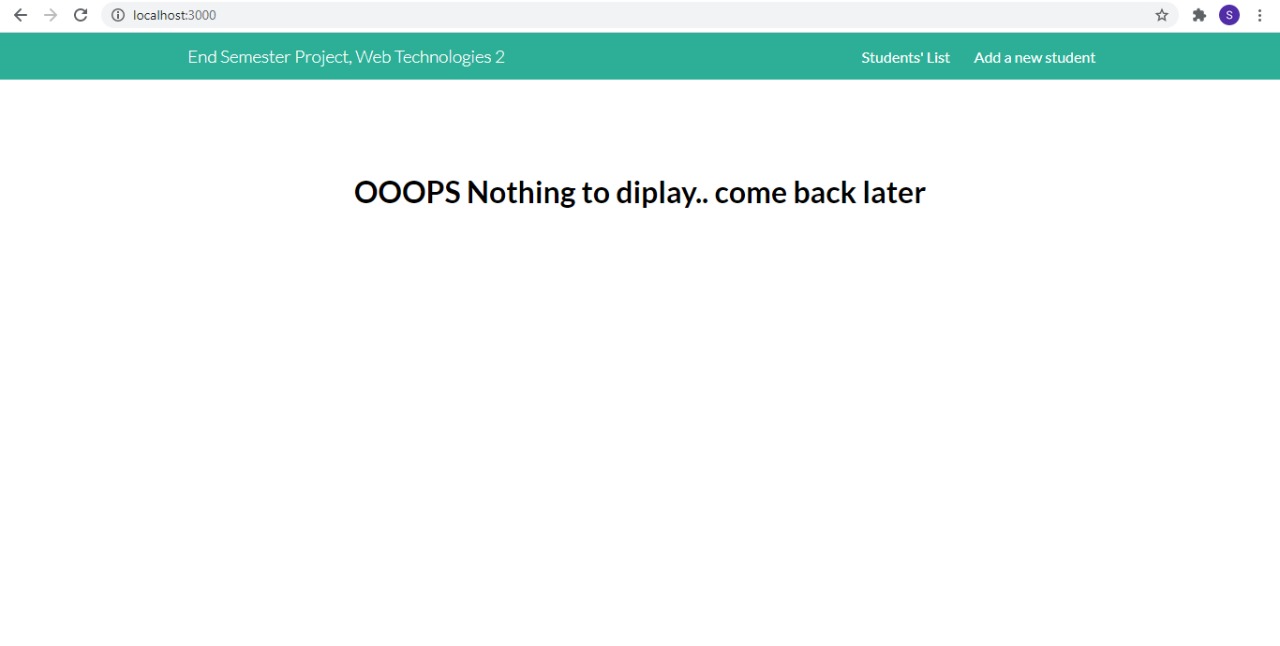 localhost:3000
S
End Semester Project, Web Technologies 2
Students' List
Add a new student
OOOPS Nothing to diplay.. come back later